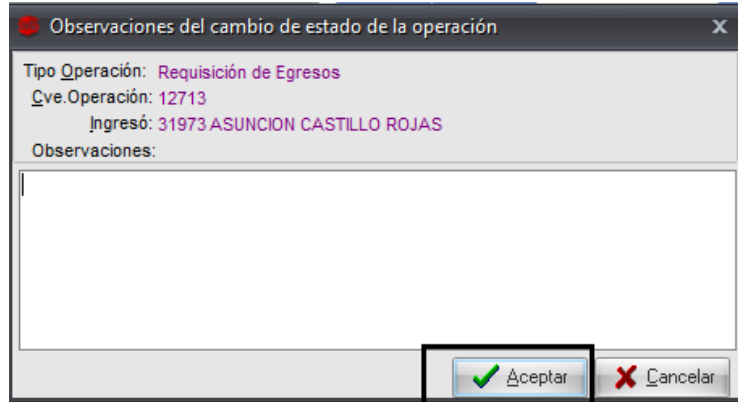 Observaciones del cambio de estado de la operación x
Tipo Operación: Requisición de Egresos
Cve.Operación: 12713
Ingresó: 31973 ASUNCION CASTILLO ROJAS
Observaciones:
Aceptar Cancelar